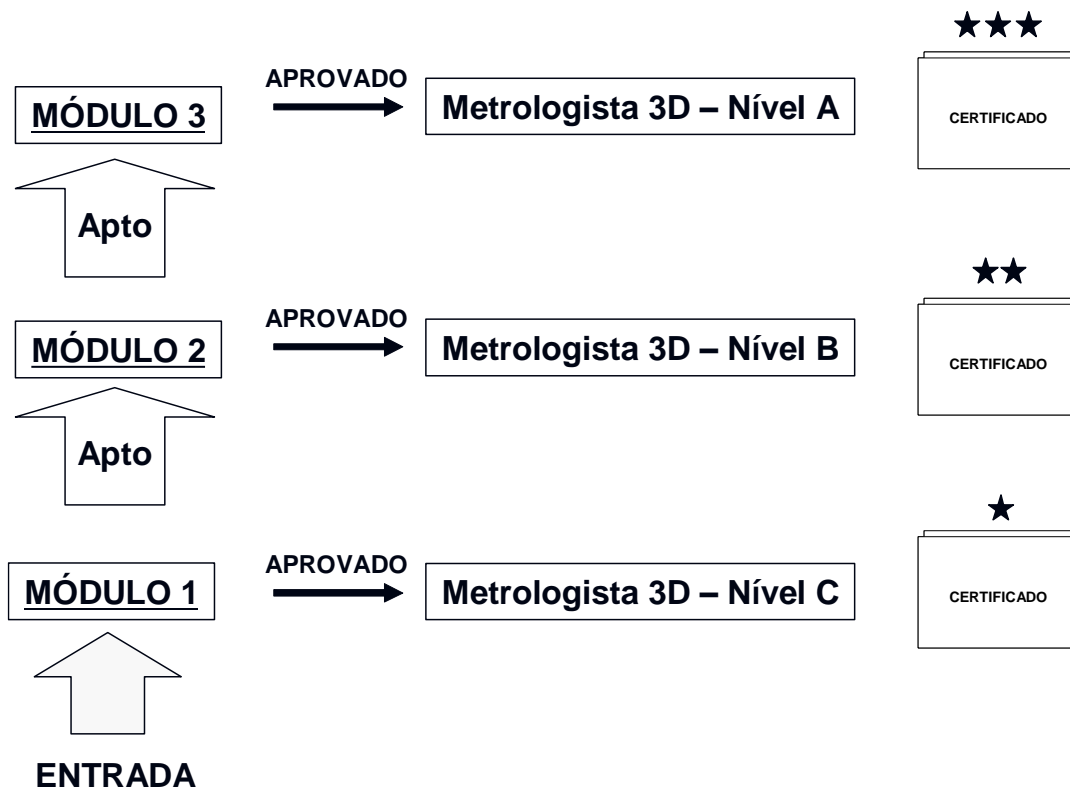 APROVADO
MÓDULO 3
Metrologista 3D – Nível A
CERTIFICADO
Apto
APROVADO
MÓDULO 2
Metrologista 3D – Nível B
CERTIFICADO
Apto
APROVADO
MÓDULO 1
Metrologista 3D – Nível C
CERTIFICADO
ENTRADA